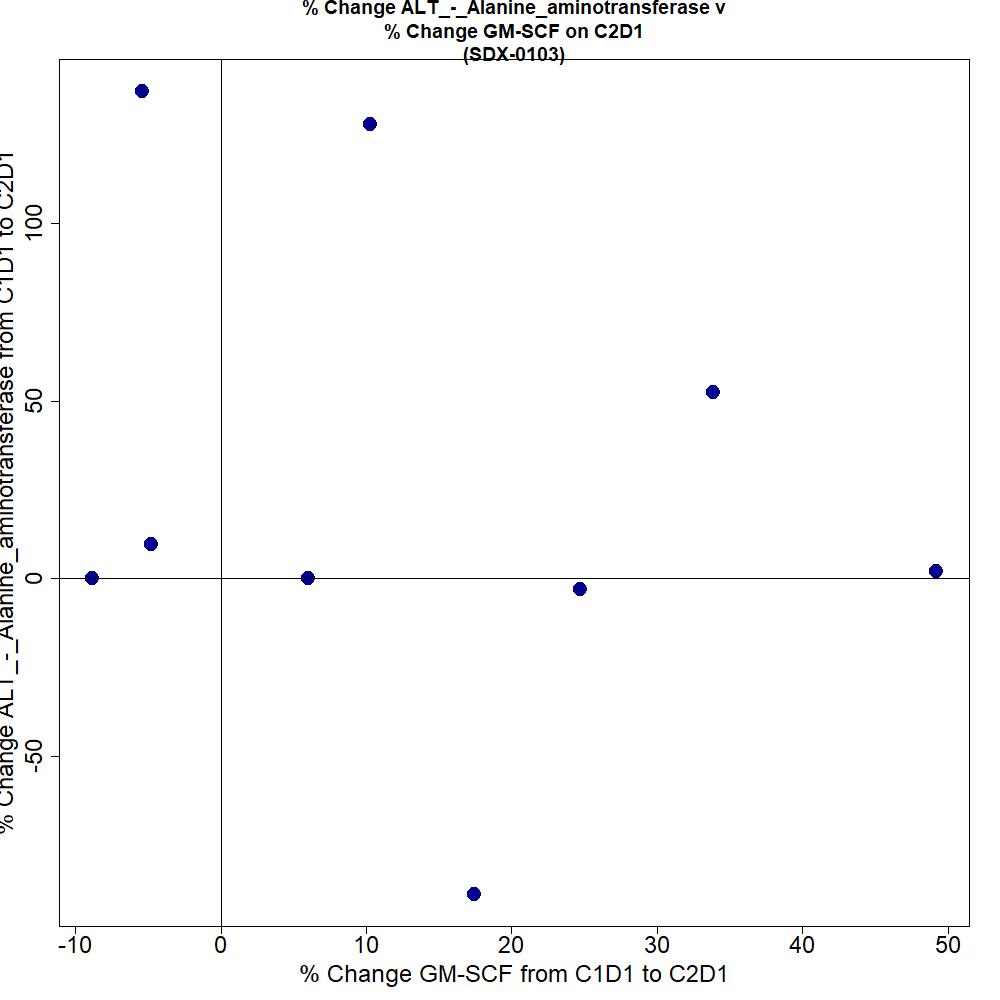 % Change ALT_-_Alanine_aminotransferase v
% Change GM-SCF on C2D1
(SDX-0103)
% Change ALT_-_Alanine_aminotransferase from C1D1 to C2D1
100
50
0
-50
-10
0
10
20
30
40
50
% Change GM-SCF from C1D1 to C2D1